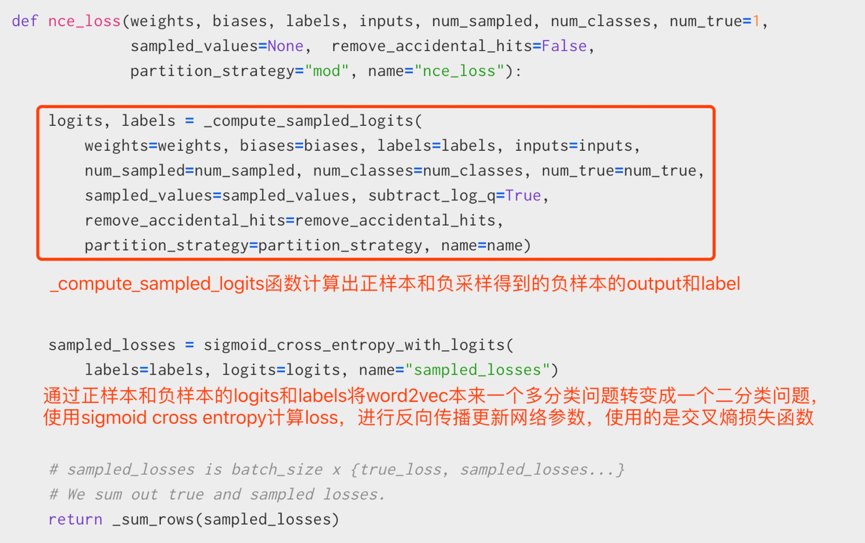 def nce_loss(weights, biases, labels, inputs, num_sampled, num_classes, num_true=1,
sampled_values=None,  remove_accidental_hits=False,
partition_strategy="mod", name="nce_loss"):
logits, labels = _compute_sampled_logits(
weights=weights, biases=biases, labels=labels, inputs=inputs,
num_sampled=num_sampled, num_classes=num_classes, num_true=num_true,
sampled_values=sampled_values, subtract_log_q=True,
remove_accidental_hits=remove_accidental_hits,
partition_strategy=partition_strategy, name=name)
_compute_sampled_logits函数计算出正样本和负采样得到的负样本的output和label
sampled_losses = sigmoid_cross_entropy_with_logits(
labels=labels, logits=logits, name="sampled_losses")
通过正样本和负样本的logits和labels将word2vec本来一个多分类问题转变成一个二分类问题，
使用sigmoid cross entropy计算loss，进行反向传播更新网络参数，使用的是交叉熵损失函数
# sampled_losses is batch_size x {true_loss, sampled_losses...}
# We sum out true and sampled losses.
return _sum_rows(sampled_losses)